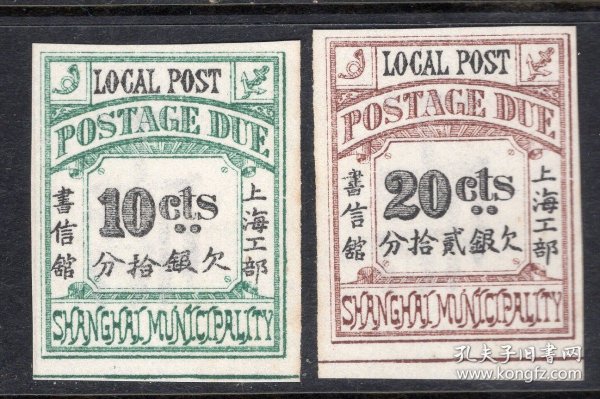 LOCAL POST
POSTAGE DUE
10 cts
分拾銀欠
書信館
上海工部
SHANGHAI MUNICIPALITY
LOCAL POST
POSTAGE DUE
20 cts
分拾貳銀欠
書信館
上海工部
SHANGHAI MUNICIPALITY
孔夫子旧书网
www.kongfz.com